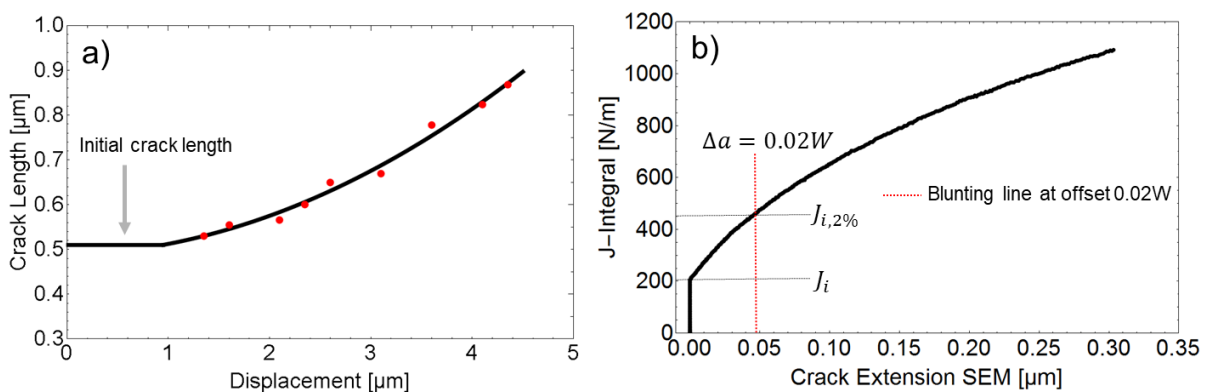 a)
Crack Length [μm]
1.0
0.9
0.8
0.7
0.6
0.5
0.4
0.3
Initial crack length
0 1 2 3 4 5
Displacement [μm]
b)
J−Integral [N/m]
1200
1000
800
600
400
200
0
Δa = 0.02W
Blunting line at offset 0.02W
J_{i,2%}
J_i
0.00 0.05 0.10 0.15 0.20 0.25 0.30 0.35
Crack Extension SEM [μm]